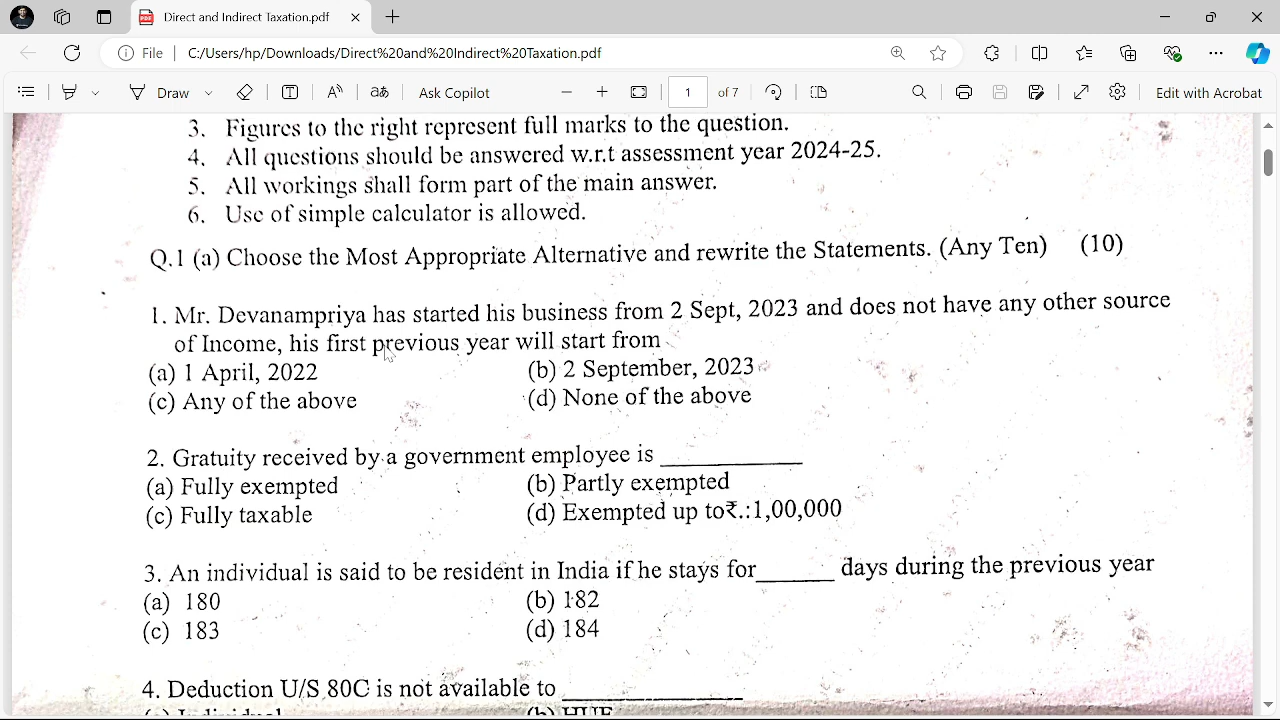 Direct and Indirect Taxation.pdf
File
C:/Users/hp/Downloads/Direct%20and%20Indirect%20Taxation.pdf
Draw
Ask Copilot
1 of 7
Edit with Acrobat
3. Figures to the right represent full marks to the question.
4. All questions should be answered w.r.t assessment year 2024-25.
5. All workings shall form part of the main answer.
6. Use of simple calculator is allowed.
Q.1 (a) Choose the Most Appropriate Alternative and rewrite the Statements. (Any Ten) (10)
1. Mr. Devanampriya has started his business from 2 Sept, 2023 and does not have any other source
of Income, his first previous year will start from
(a) 1 April, 2022 (b) 2 September, 2023
(c) Any of the above (d) None of the above
2. Gratuity received by a government employee is ____________
(a) Fully exempted (b) Partly exempted
(c) Fully taxable (d) Exempted up to₹.:1,00,000
3. An individual is said to be resident in India if he stays for______ days during the previous year
(a) 180 (b) 182
(c) 183 (d) 184
4. Deduction U/S 80C is not available to ______________
(a) Individual (b) HUF